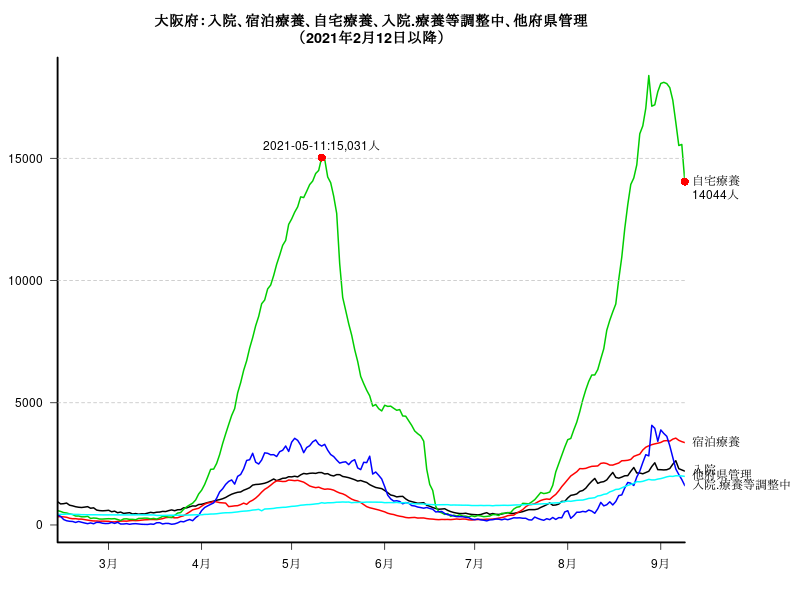 大阪府：入院、宿泊療養、自宅療養、入院.療養等調整中、他府県管理
（2021年2月12日以降）
2021-05-11:15,031人
15000
自宅療養
14044人
10000
5000
宿泊療養
入院
他府県管理
入院.療養等調整中
0
3月 4月 5月 6月 7月 8月 9月